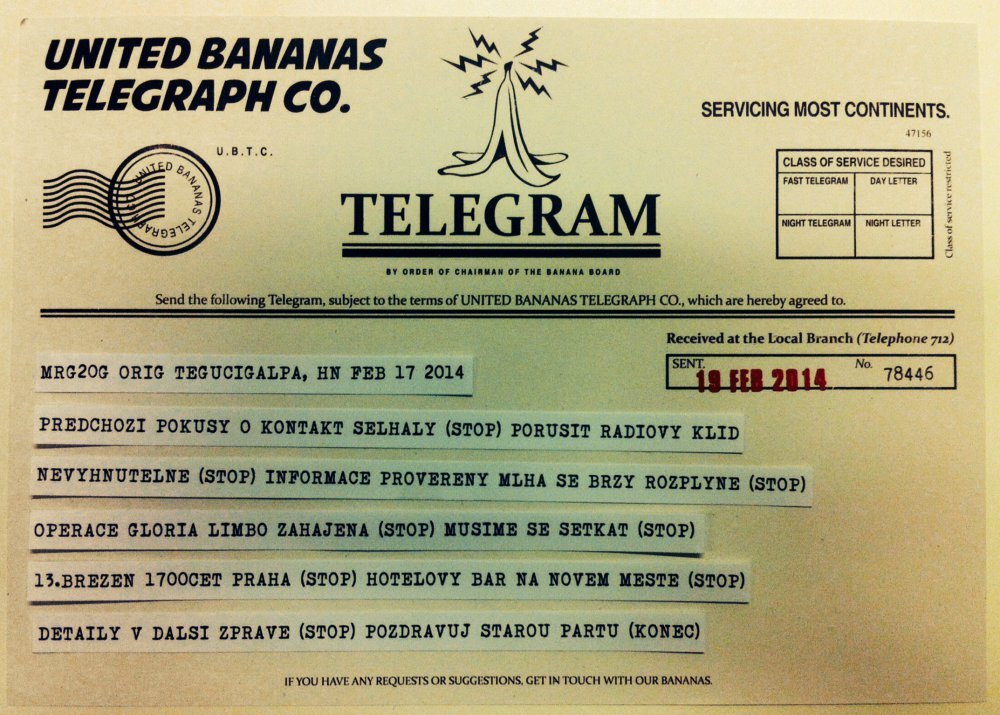 UNITED BANANAS
TELEGRAPH CO.
SERVICING MOST CONTINENTS.
47156
U.B.T.C.
UNITED BANANAS TELEGRAPH
CLASS OF SERVICE DESIRED
FAST TELEGRAM DAY LETTER
NIGHT TELEGRAM NIGHT LETTER
Class of service restricted
TELEGRAM
BY ORDER OF CHAIRMAN OF THE BANANA BOARD
Send the following Telegram, subject to the terms of UNITED BANANAS TELEGRAPH CO., which are hereby agreed to.
Received at the Local Branch (Telephone 712)
SENT. 19 FEB 2014 No. 78446
MRG20G ORIG TEGUCIGALPA, HN FEB 17 2014
PREDCHOZI POKUSY O KONTAKT SELHALY (STOP) PORUSIT RADIOVY KLID
NEVYHNUTELNE (STOP) INFORMACE PROVERENY MLHA SE BRZY ROZPLYNE (STOP)
OPERACE GLORIA LIMBO ZAHAJENA (STOP) MUSIME SE SETKAT (STOP)
13.BREZEN 1700CET PRAHA (STOP) HOTELOVY BAR NA NOVEM MESTE (STOP)
DETAILY V DALSI ZPRAVE (STOP) POZDRAVUJ STAROU PARTU (KONEC)
IF YOU HAVE ANY REQUESTS OR SUGGESTIONS, GET IN TOUCH WITH OUR BANANAS.